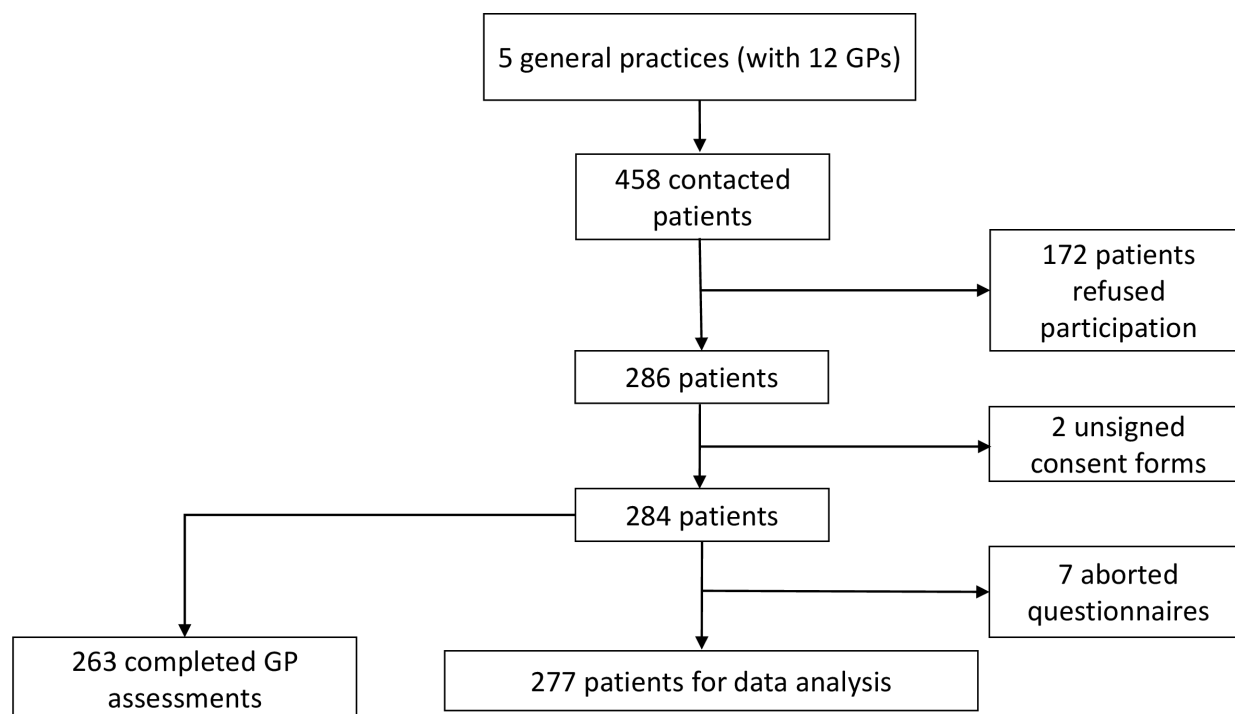 5 general practices (with 12 GPs)
458 contacted
patients
172 patients
refused
participation
286 patients
2 unsigned
consent forms
284 patients
7 aborted
questionnaires
263 completed GP
assessments
277 patients for data analysis